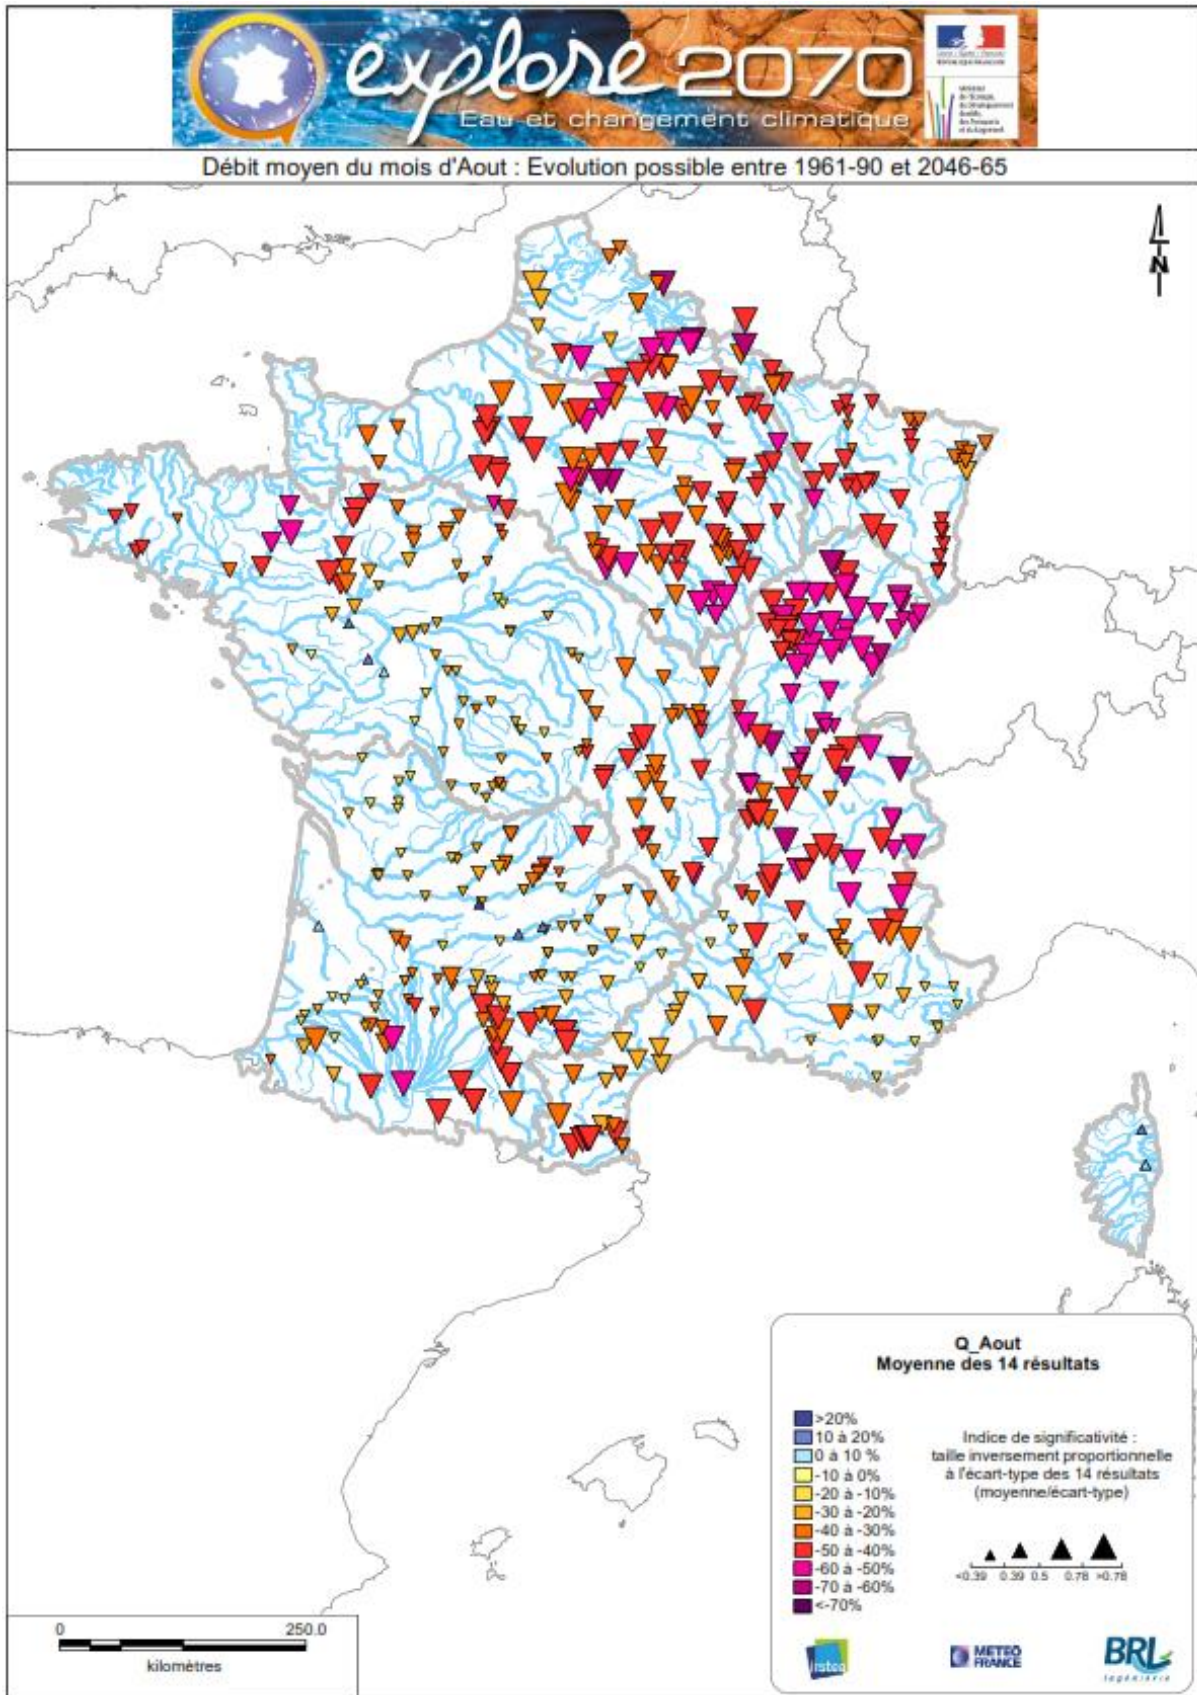 explore 2070
Eau et changement climatique
Débit moyen du mois d'Aout : Evolution possible entre 1961-90 et 2046-65
N
Q_Aout
Moyenne des 14 résultats
>20%
10 à 20%
0 à 10 %
-10 à 0%
-20 à -10%
-30 à -20%
-40 à -30%
-50 à -40%
-60 à -50%
-70 à -60%
<-70%
Indice de significativité :
taille inversement proportionnelle
à l'écart-type des 14 résultats
(moyenne/écart-type)
<0.39 0.39 0.5 0.78 >0.78
0 250.0
kilomètres
irstea
METEO
FRANCE
BRL
Ingénierie